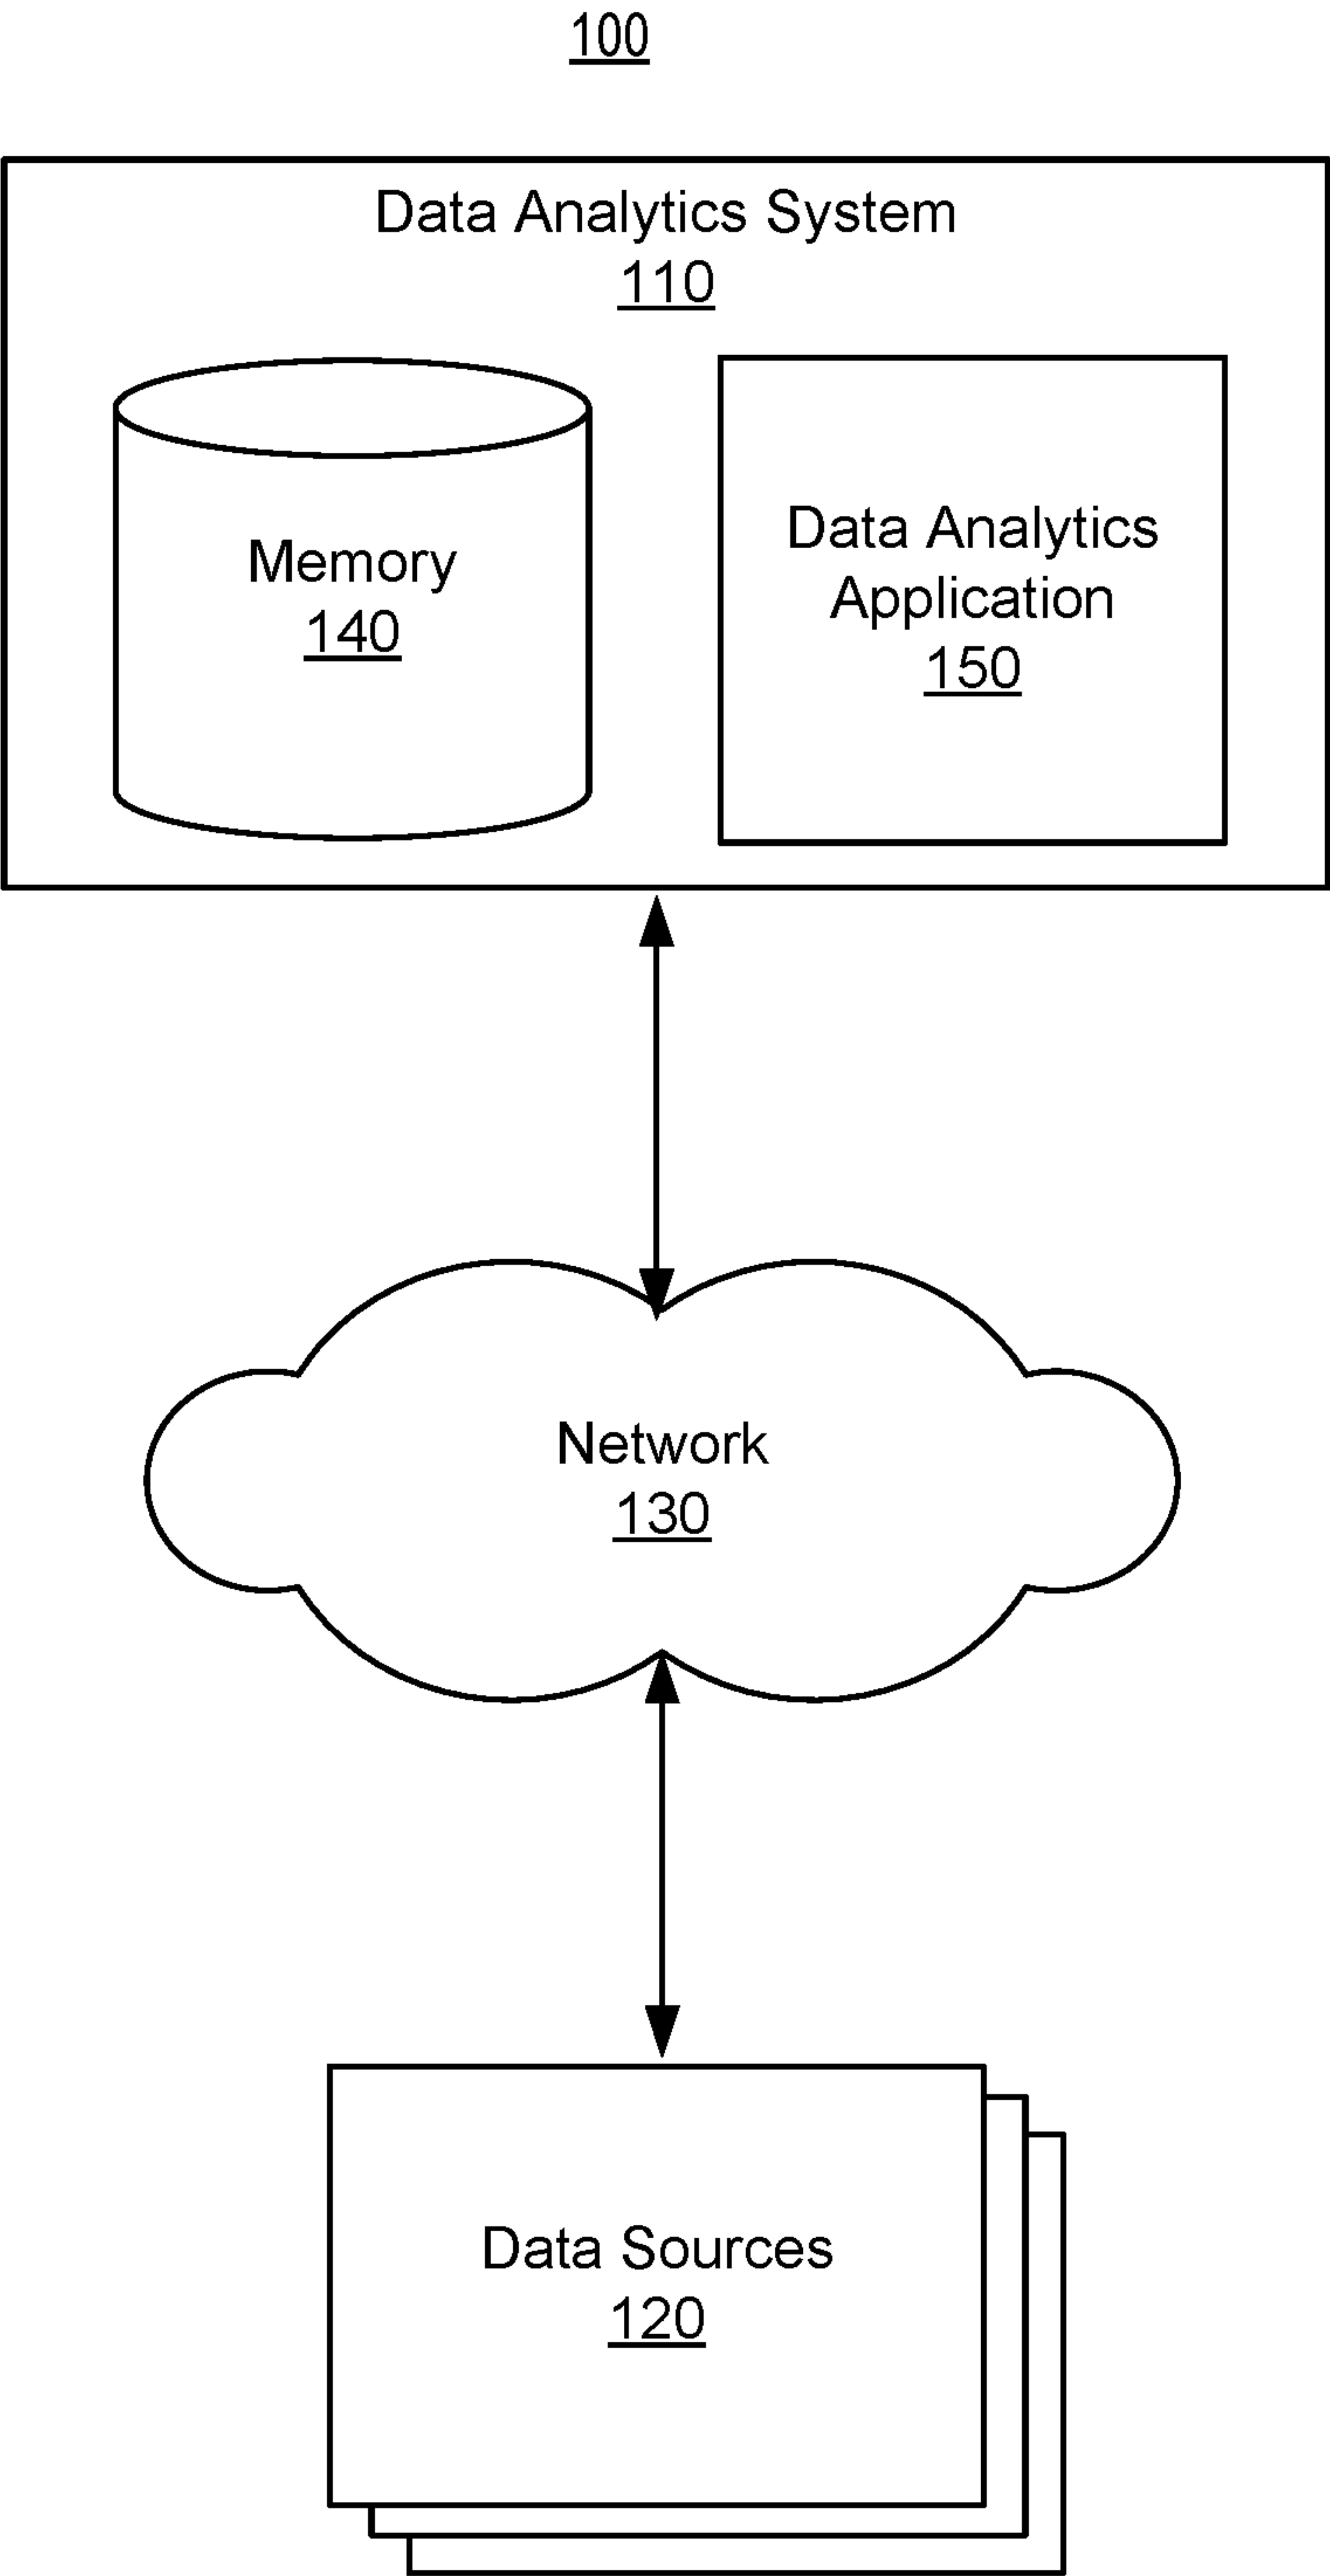 100
Data Analytics System
110
Memory
140
Data Analytics
Application
150
Network
130
Data Sources
120